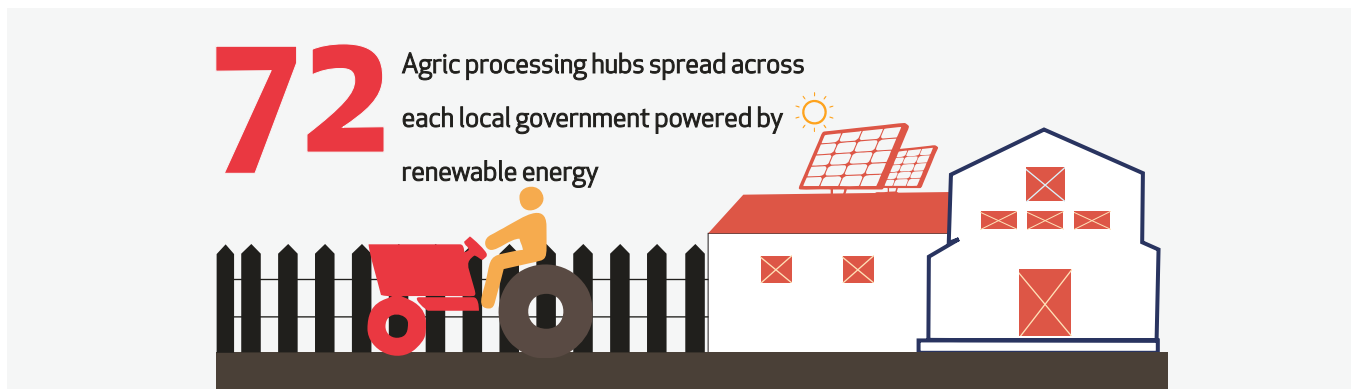 72
Agric processing hubs spread across
each local government powered by
renewable energy